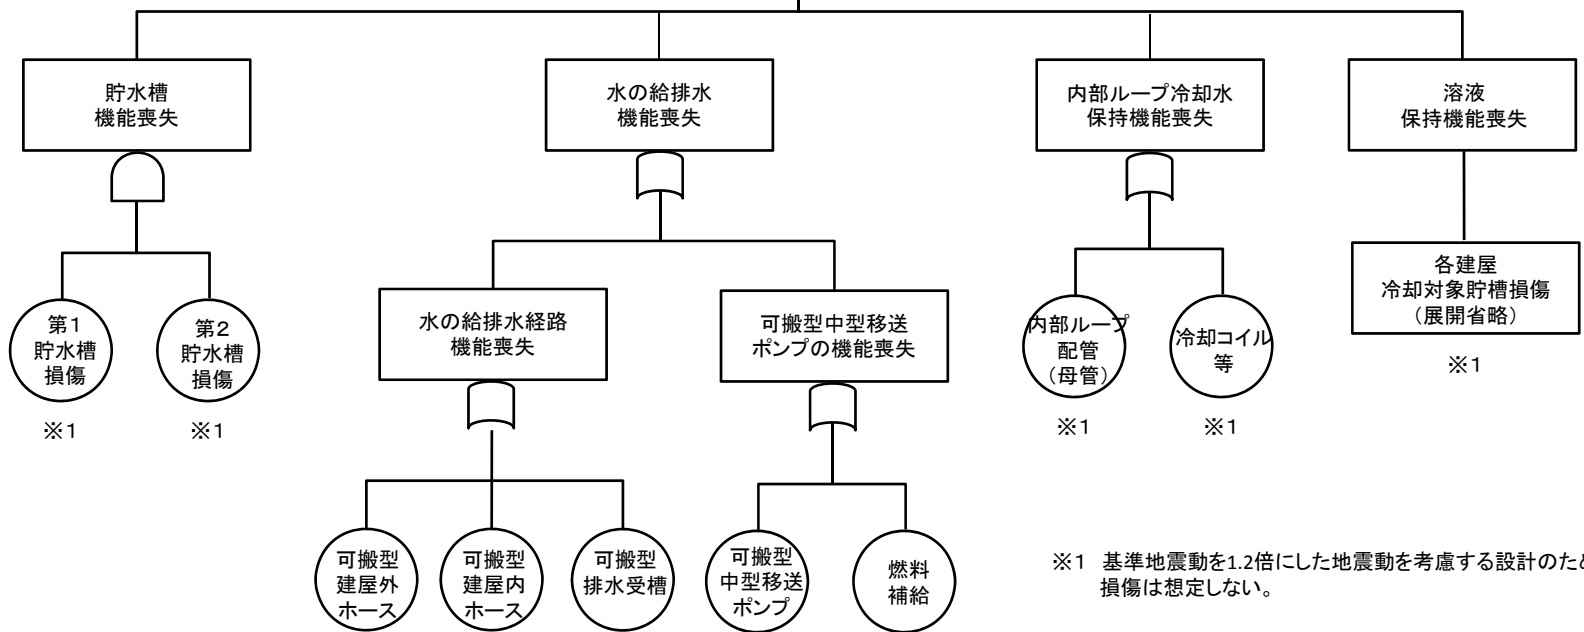 貯水槽
機能喪失
水の給排水
機能喪失
内部ループ冷却水
保持機能喪失
溶液
保持機能喪失
水の給排水経路
機能喪失
可搬型中型移送
ポンプの機能喪失
各建屋
冷却対象貯槽損傷
（展開省略）
※1
第1
貯水槽
損傷
※1
第2
貯水槽
損傷
※1
内部ループ
配管
（母管）
※1
冷却コイル
等
※1
可搬型
建屋外
ホース
可搬型
建屋内
ホース
可搬型
排水受槽
可搬型
中型移送
ポンプ
燃料
補給
※1 基準地震動を1.2倍にした地震動を考慮する設計のため
損傷は想定しない。